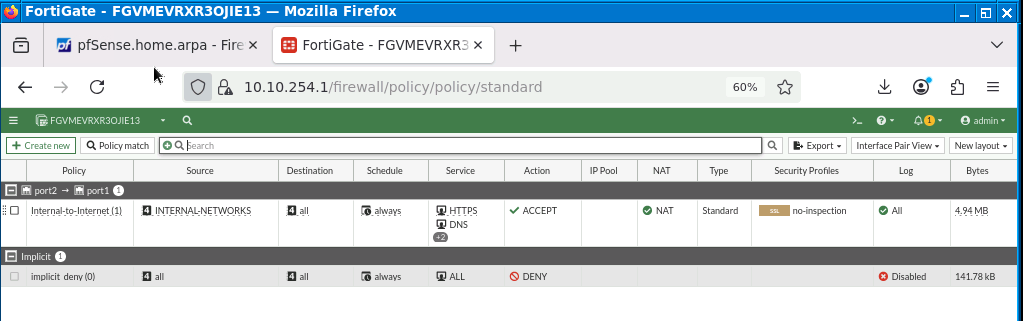 FortiGate - FGVMEVRXR3OJIE13 — Mozilla Firefox
pfSense.home.arpa - Fire
FortiGate - FGVMEVRXR3
10.10.254.1/firewall/policy/policy/standard
60%
FGVMEVRXR3OJIE13
>_
1
admin
Create new
Policy match
Search
Export
Interface Pair View
New layout
Policy Source Destination Schedule Service Action IP Pool NAT Type Security Profiles Log Bytes
port2 → port1 1
Internal-to-Internet (1) INTERNAL-NETWORKS all always HTTPS ACCEPT NAT Standard SSL no-inspection All 4.94 MB
DNS
+2
Implicit 1
implicit deny (0) all all always ALL DENY Disabled 141.78 kB